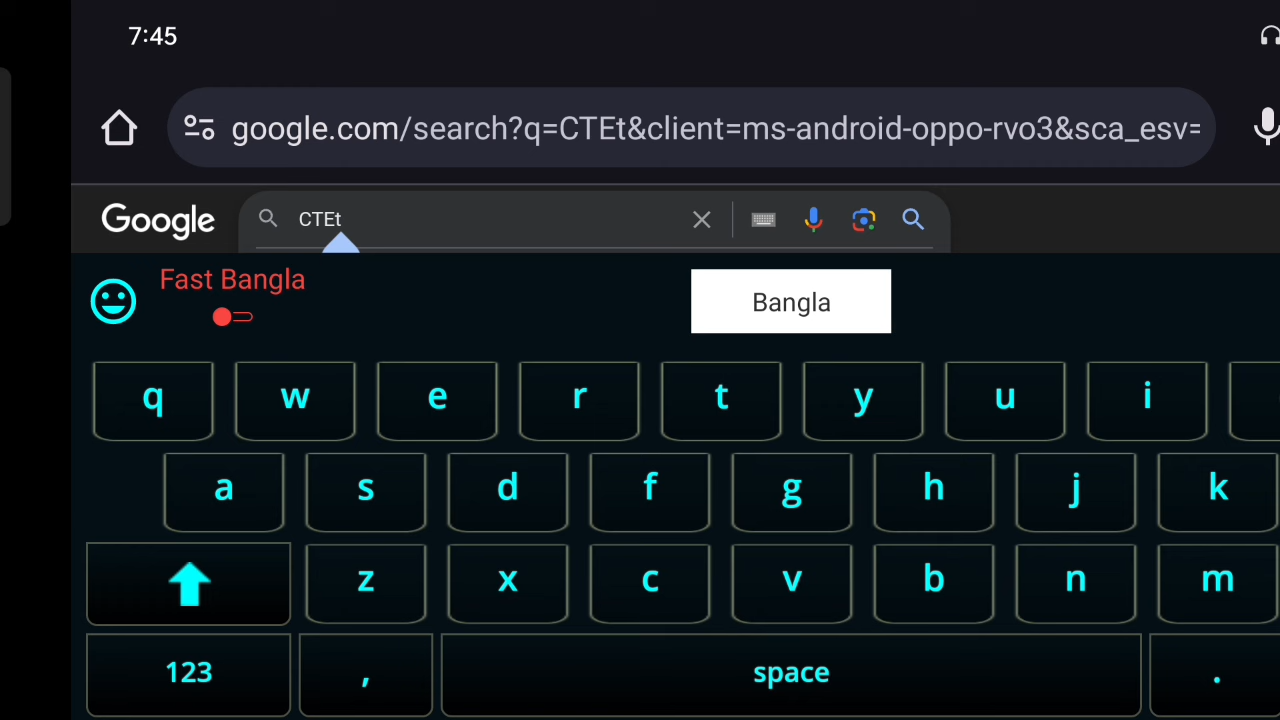 7:45
google.com/search?q=CTEt&client=ms-android-oppo-rvo3&sca_esv=
Google CTEt
Fast Bangla
Bangla
q w e r t y u i
a s d f g h j k
z x c v b n m
123 , space .